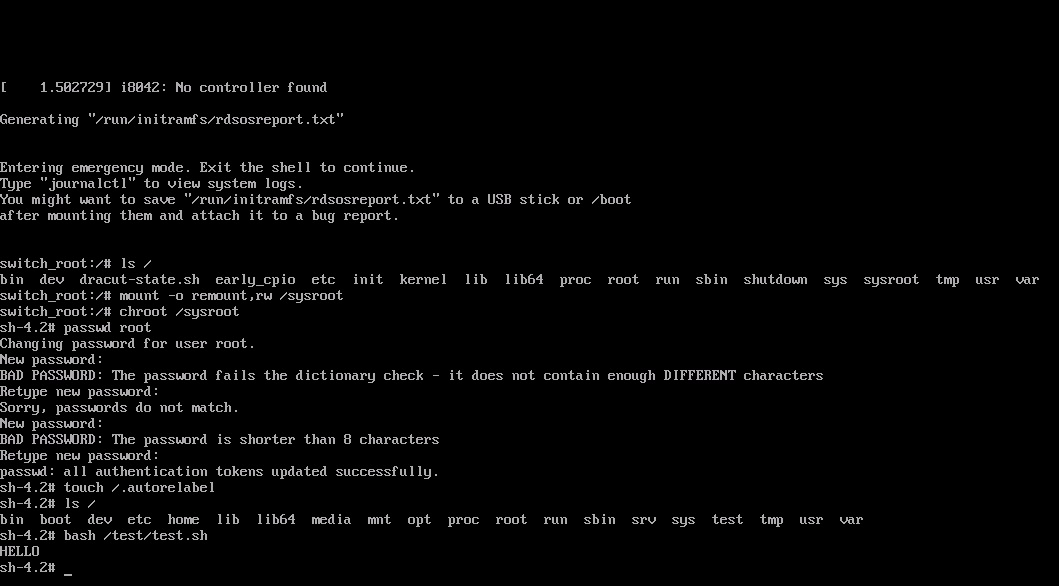 [    1.502729] i8042: No controller found
Generating "/run/initramfs/rdsosreport.txt"
Entering emergency mode. Exit the shell to continue.
Type "journalctl" to view system logs.
You might want to save "/run/initramfs/rdsosreport.txt" to a USB stick or /boot
after mounting them and attach it to a bug report.
switch_root:/# ls /
bin  dev  dracut-state.sh  early_cpio  etc  init  kernel  lib  lib64  proc  root  run  sbin  shutdown  sys  sysroot  tmp  usr  var
switch_root:/# mount -o remount,rw /sysroot
switch_root:/# chroot /sysroot
sh-4.2# passwd root
Changing password for user root.
New password:
BAD PASSWORD: The password fails the dictionary check - it does not contain enough DIFFERENT characters
Retype new password:
Sorry, passwords do not match.
New password:
BAD PASSWORD: The password is shorter than 8 characters
Retype new password:
passwd: all authentication tokens updated successfully.
sh-4.2# touch /.autorelabel
sh-4.2# ls /
bin  boot  dev  etc  home  lib  lib64  media  mnt  opt  proc  root  run  sbin  srv  sys  test  tmp  usr  var
sh-4.2# bash /test/test.sh
HELLO
sh-4.2# _